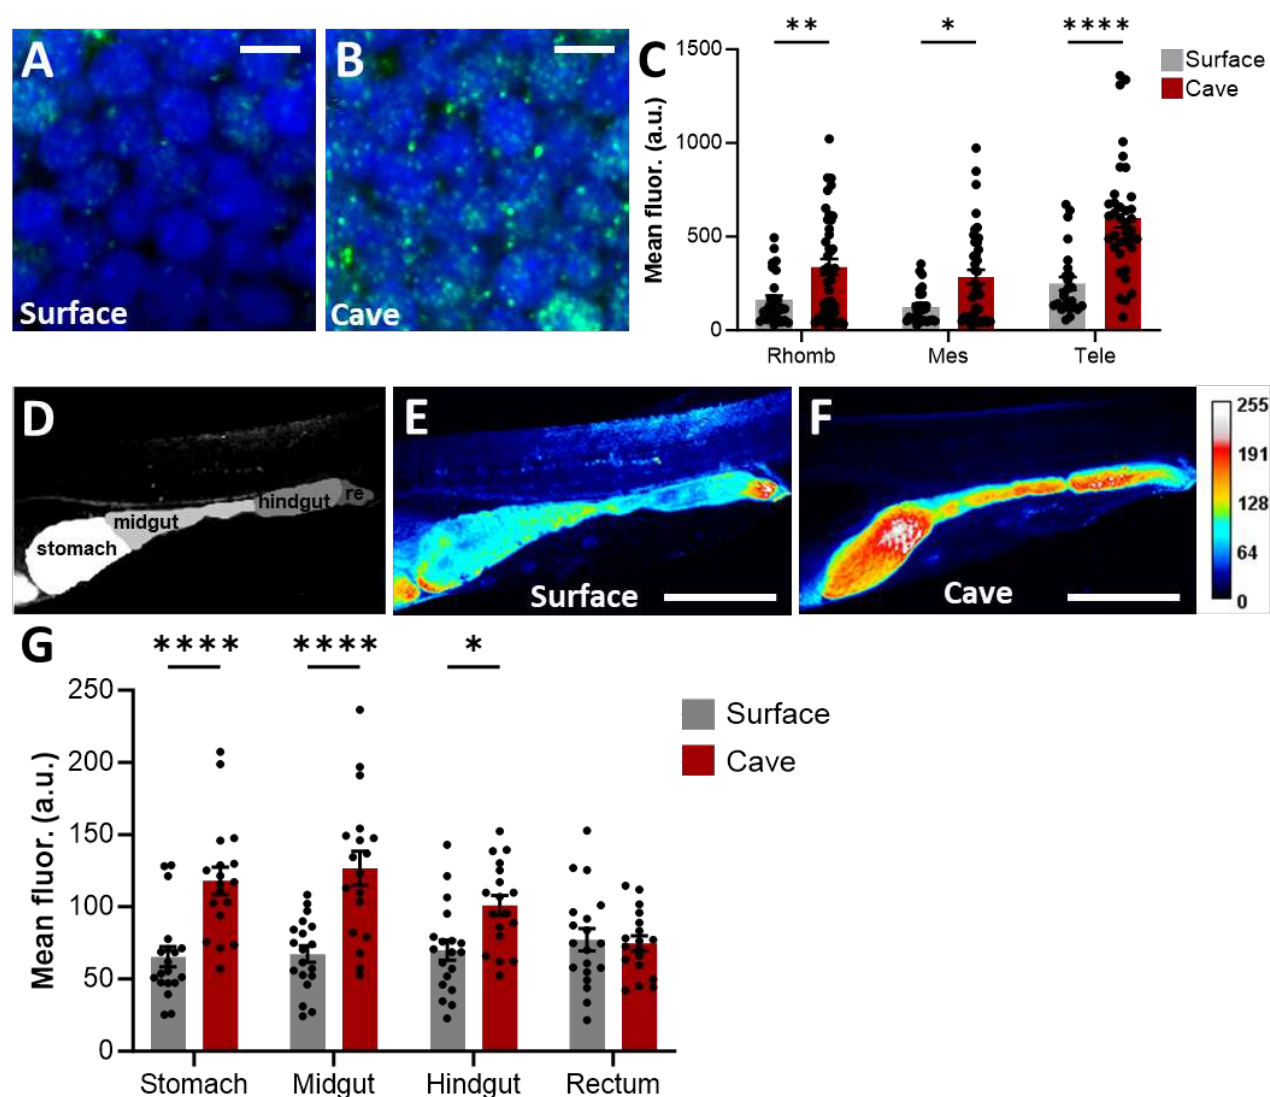 A
Surface
B
Cave
C
** * ****
Mean fluor. (a.u.)
1500
1000
500
0
Rhomb Mes Tele
Surface
Cave
D
stomach midgut hindgut re
E
Surface
F
Cave
255
191
128
64
0
G
**** **** *
Mean fluor. (a.u.)
250
200
150
100
50
0
Stomach Midgut Hindgut Rectum
Surface
Cave